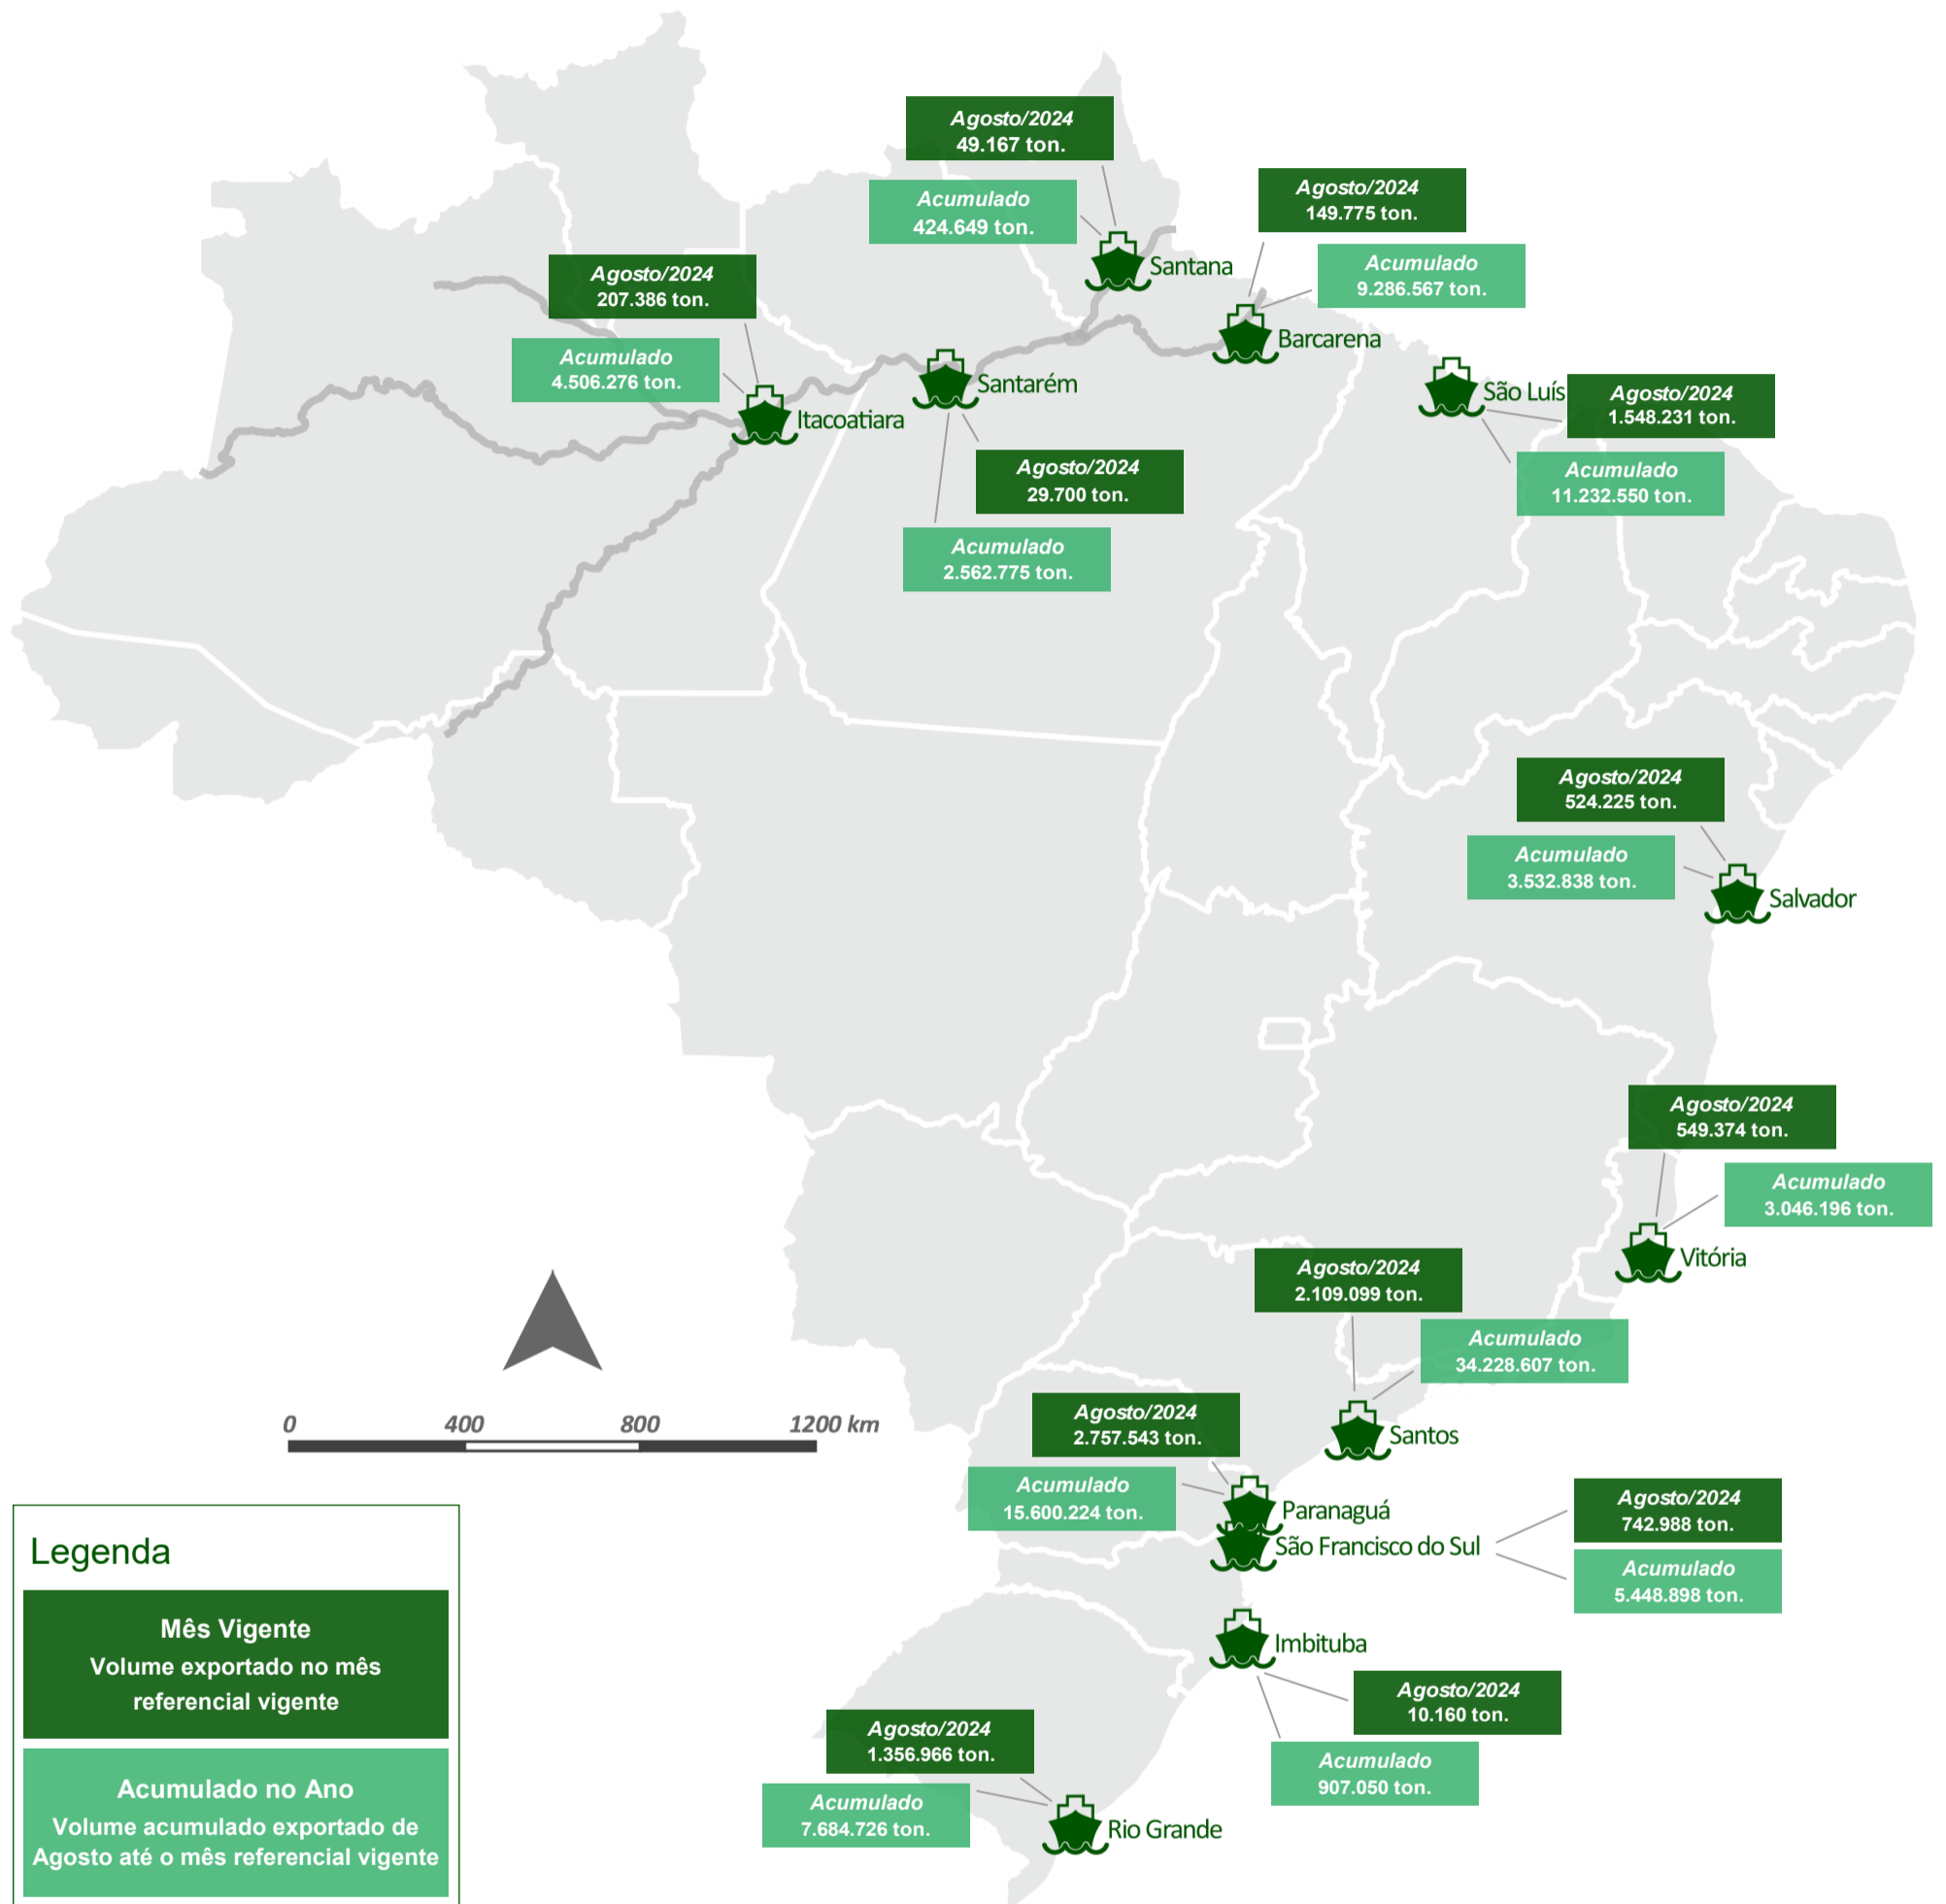 Agosto/2024
49.167 ton.
Acumulado
424.649 ton.
Santana
Agosto/2024
149.775 ton.
Acumulado
9.286.567 ton.
Barcarena
Agosto/2024
207.386 ton.
Acumulado
4.506.276 ton.
Itacoatiara
Santarém
Agosto/2024
29.700 ton.
Acumulado
2.562.775 ton.
São Luís
Agosto/2024
1.548.231 ton.
Acumulado
11.232.550 ton.
Agosto/2024
524.225 ton.
Acumulado
3.532.838 ton.
Salvador
Agosto/2024
549.374 ton.
Acumulado
3.046.196 ton.
Vitória
Agosto/2024
2.109.099 ton.
Acumulado
34.228.607 ton.
Santos
Agosto/2024
2.757.543 ton.
Acumulado
15.600.224 ton.
Paranaguá
São Francisco do Sul
Agosto/2024
742.988 ton.
Acumulado
5.448.898 ton.
Imbituba
Agosto/2024
10.160 ton.
Acumulado
907.050 ton.
Agosto/2024
1.356.966 ton.
Acumulado
7.684.726 ton.
Rio Grande
0 400 800 1200 km
Legenda
Mês Vigente
Volume exportado no mês
referencial vigente
Acumulado no Ano
Volume acumulado exportado de
Agosto até o mês referencial vigente